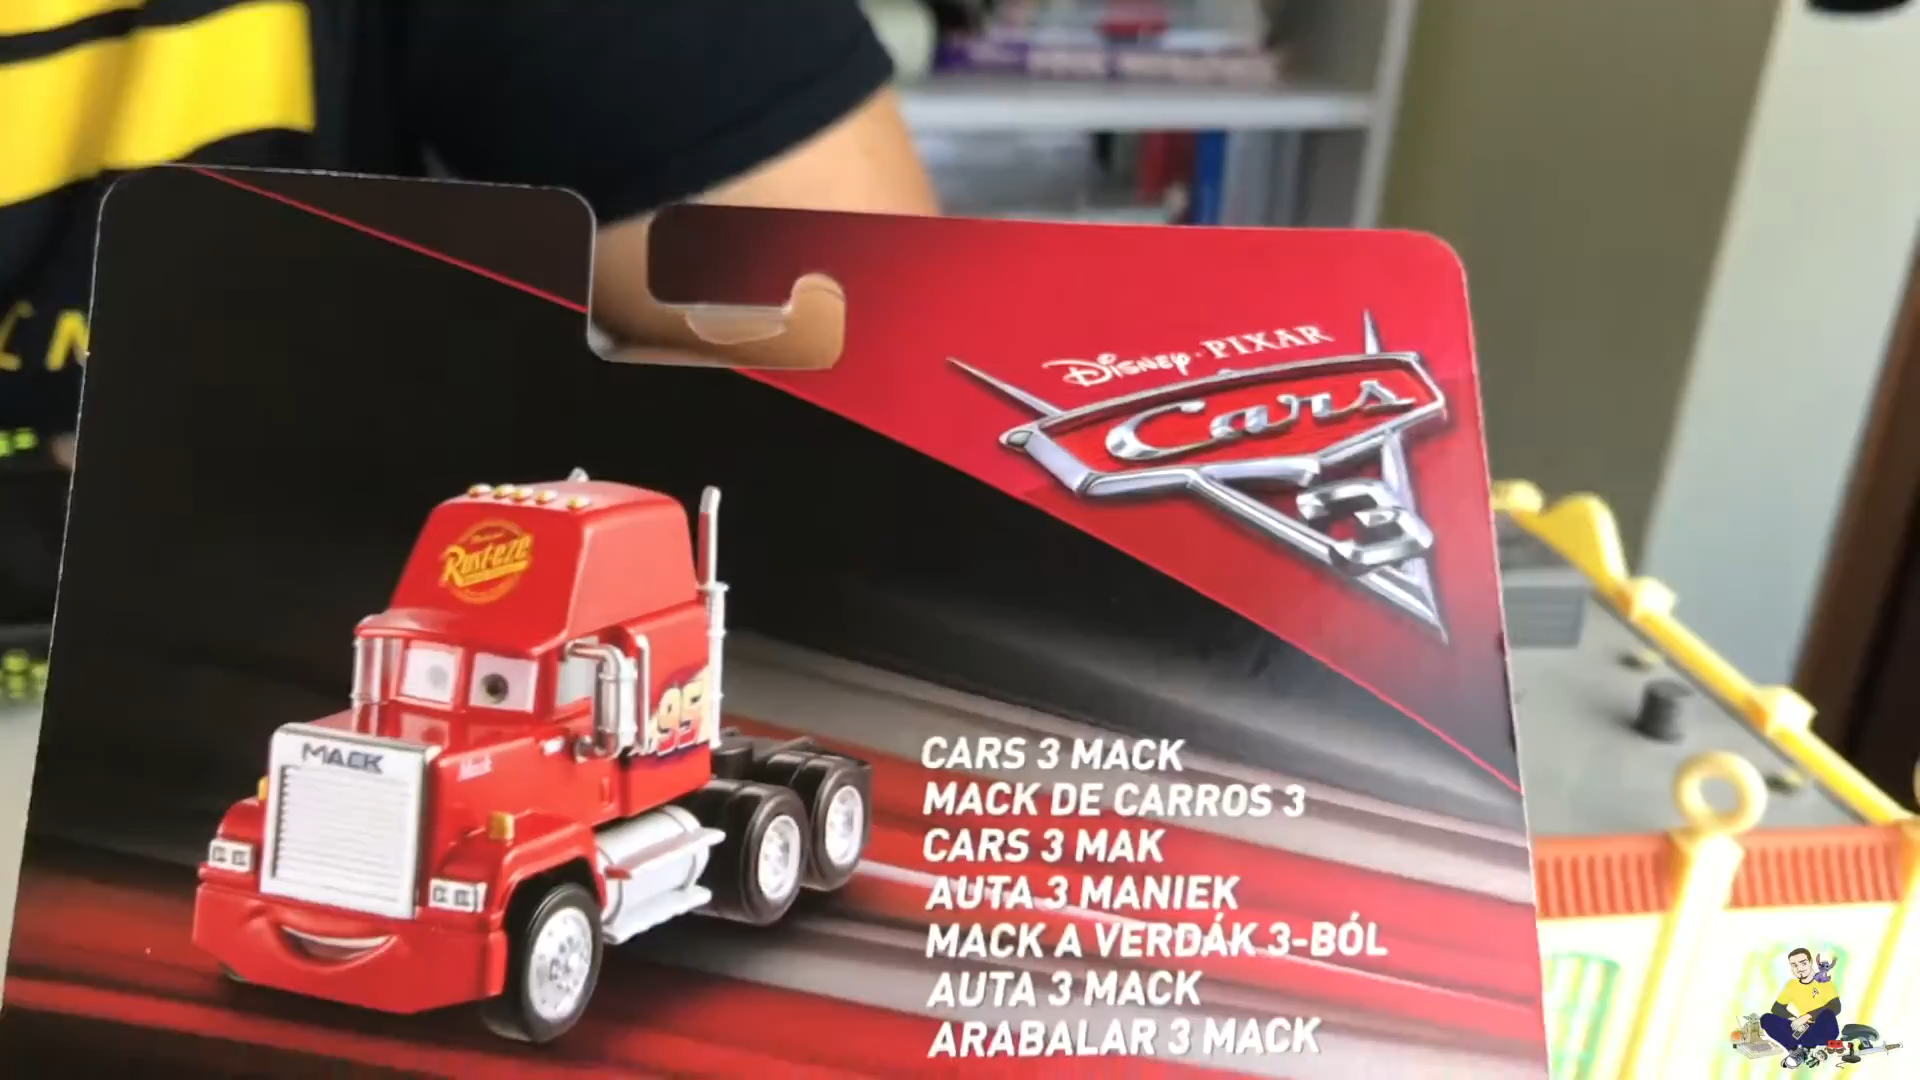 Disney · PIXAR
Cars
3
Rust-eze
95
MACK
Mack
CARS 3 MACK
MACK DE CARROS 3
CARS 3 MAK
AUTA 3 MANIEK
MACK A VERDÁK 3-BÓL
AUTA 3 MACK
ARABALAR 3 MACK